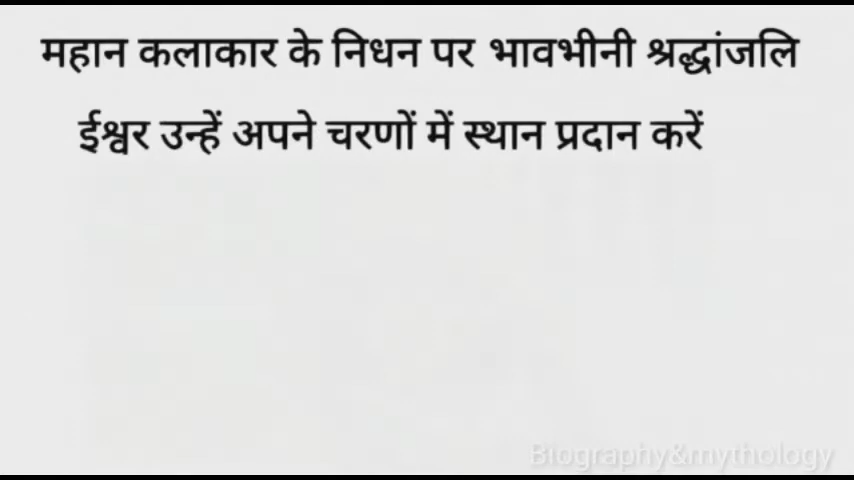 महान कलाकार के निधन पर भावभीनी श्रद्धांजलि
ईश्वर उन्हें अपने चरणों में स्थान प्रदान करें
Biography&mythology